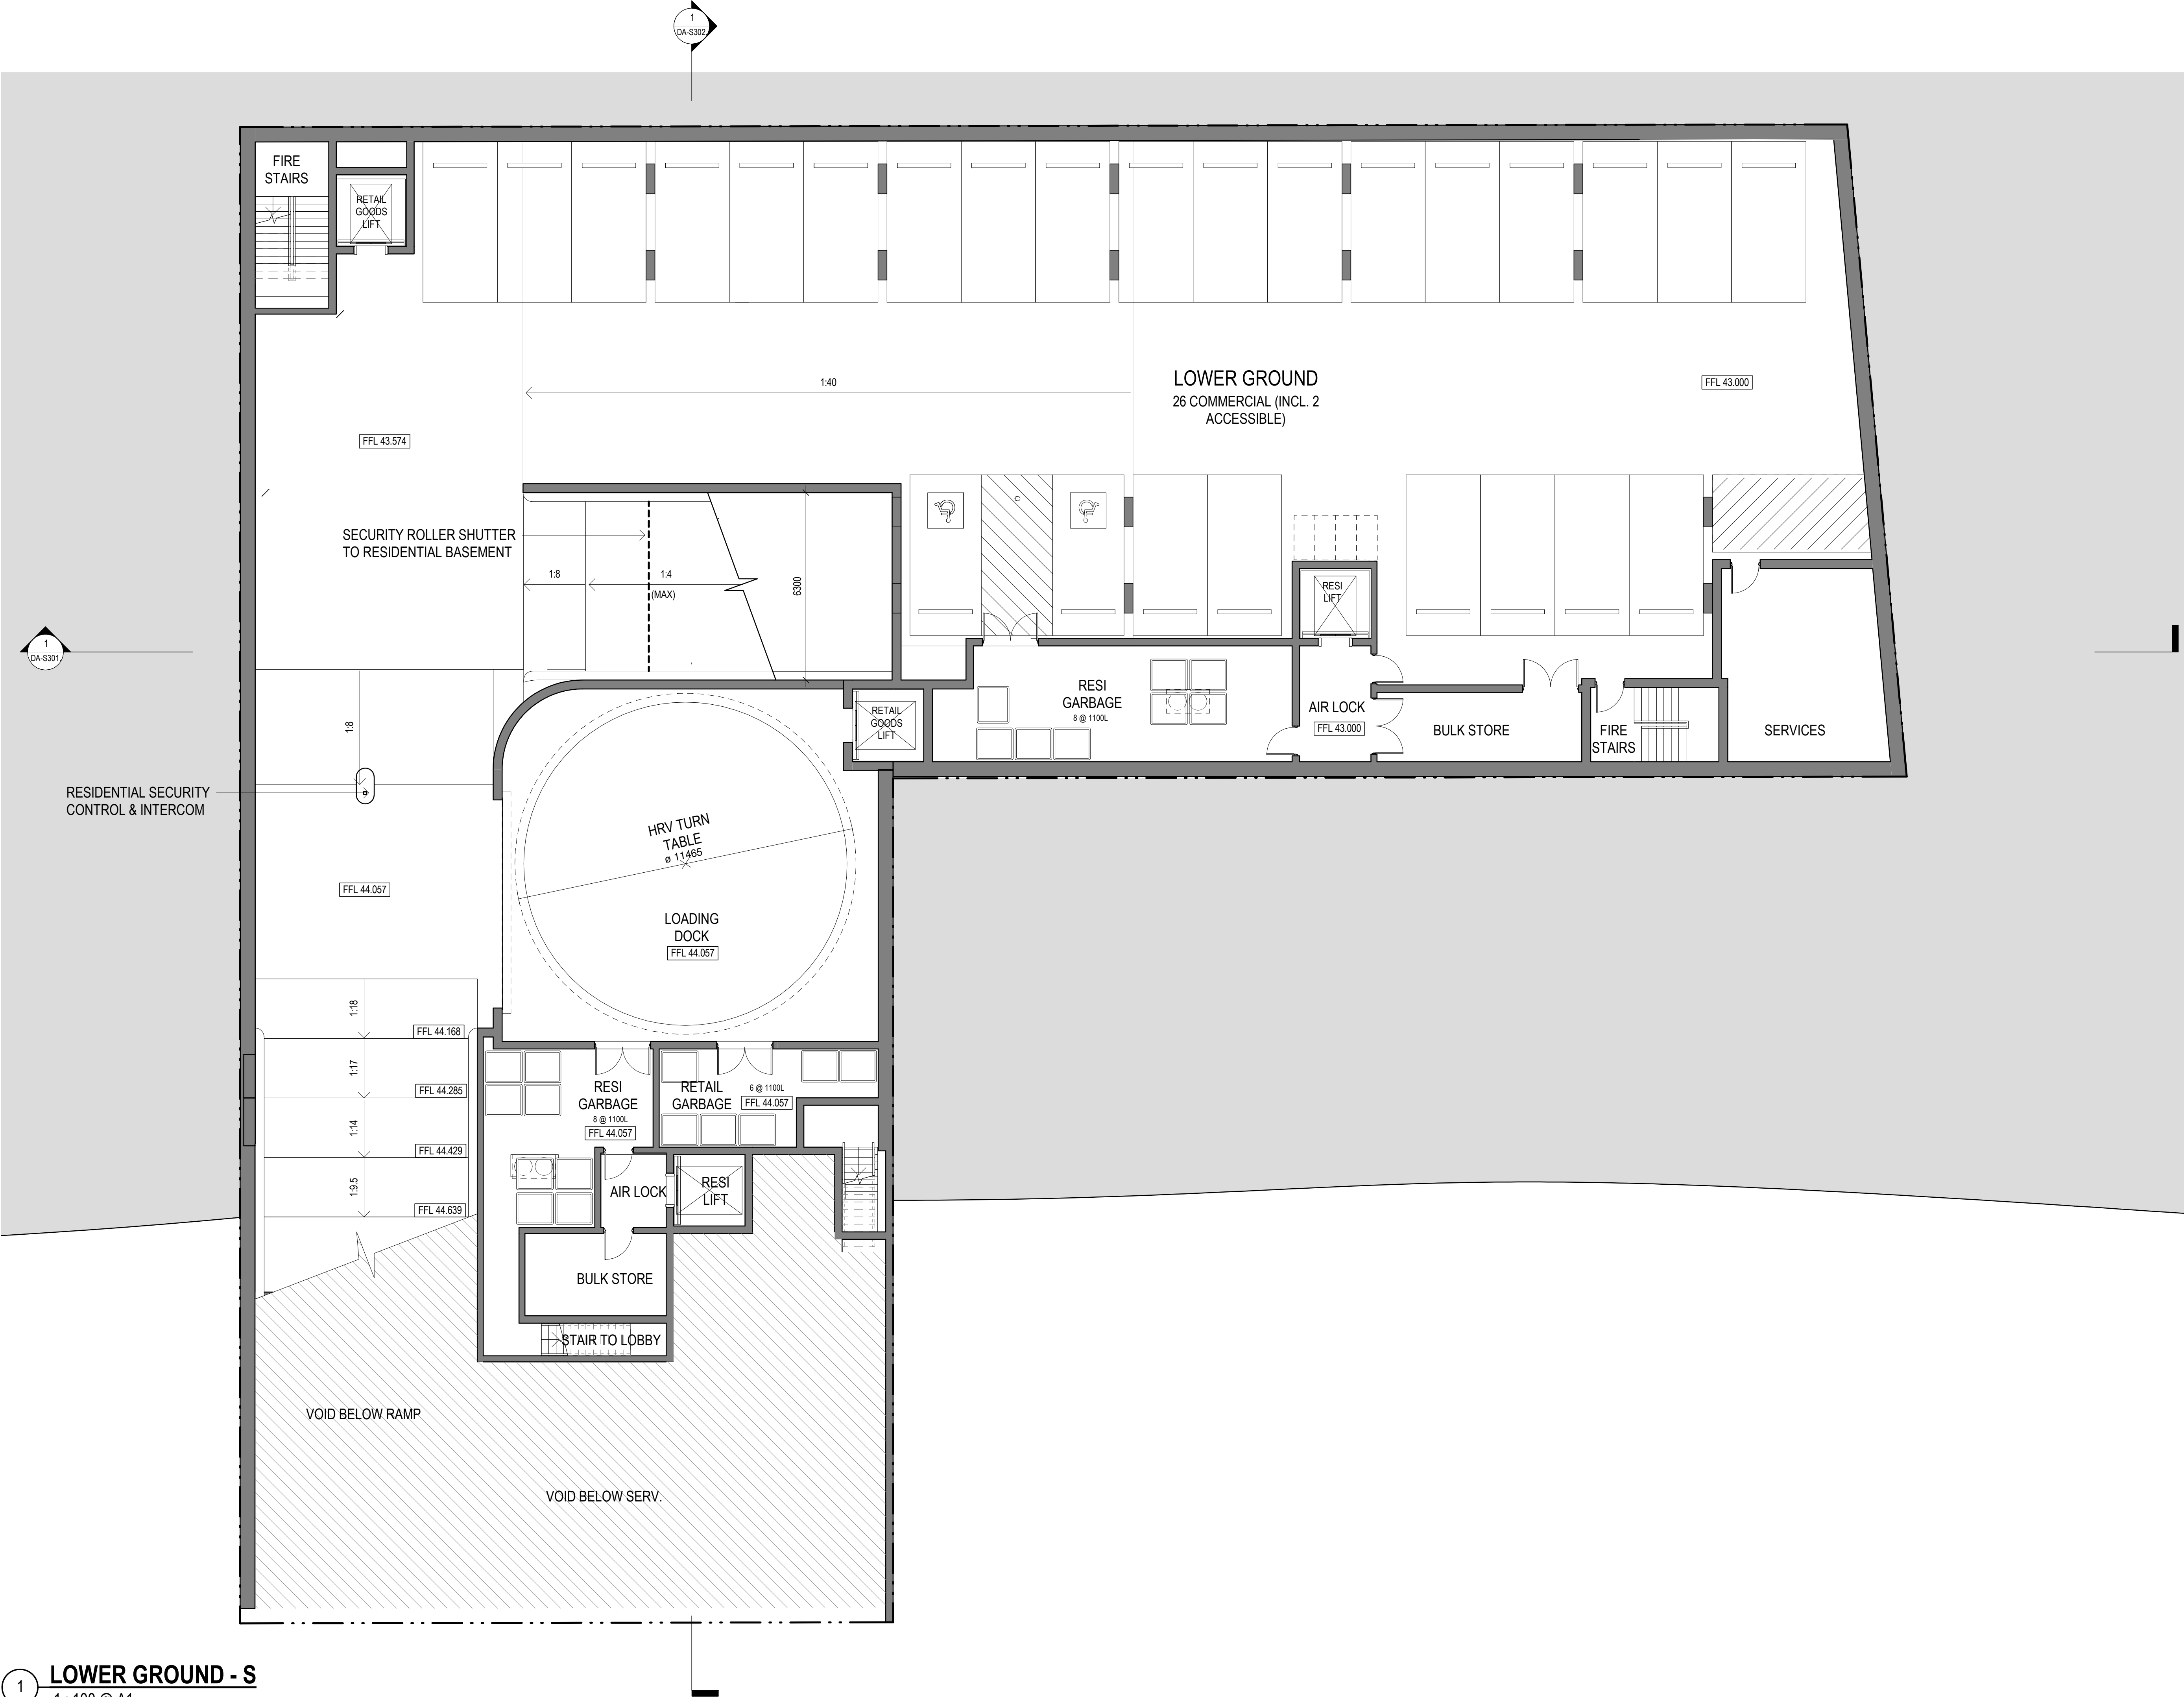 1
DA-S302
FIRE
STAIRS
RETAIL
GOODS
LIFT
1:40
LOWER GROUND
26 COMMERCIAL (INCL. 2
ACCESSIBLE)
FFL 43.000
FFL 43.574
SECURITY ROLLER SHUTTER
TO RESIDENTIAL BASEMENT
1:8
1:4
(MAX)
6300
RESI
LIFT
1
DA-S301
RESI
GARBAGE
8 @ 1100L
AIR LOCK
FFL 43.000
BULK STORE
FIRE
STAIRS
SERVICES
RETAIL
GOODS
LIFT
1:8
RESIDENTIAL SECURITY
CONTROL & INTERCOM
HRV TURN
TABLE
ø 11465
FFL 44.057
LOADING
DOCK
FFL 44.057
1:18
FFL 44.168
1:17
FFL 44.285
1:14
FFL 44.429
1:9.5
FFL 44.639
RESI
GARBAGE
8 @ 1100L
FFL 44.057
RETAIL
GARBAGE
6 @ 1100L
FFL 44.057
AIR LOCK
RESI
LIFT
BULK STORE
STAIR TO LOBBY
VOID BELOW RAMP
VOID BELOW SERV.
1
LOWER GROUND - S
1 : 100 @ A1